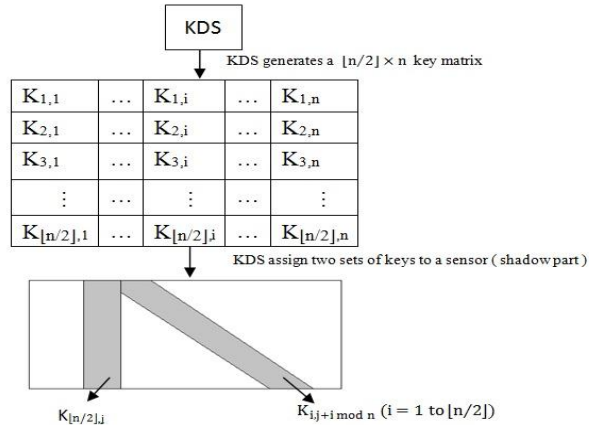 KDS
KDS generates a ⌊n/2⌋ × n key matrix
K₁,₁ … K₁,ᵢ … K₁,ₙ
K₂,₁ … K₂,ᵢ … K₂,ₙ
K₃,₁ … K₃,ᵢ … K₃,ₙ
⋮ … ⋮ … ⋮
K⌊n/2⌋,₁ … K⌊n/2⌋,ᵢ … K⌊n/2⌋,ₙ
KDS assign two sets of keys to a sensor ( shadow part )
K⌊n/2⌋,j
Ki,j+i mod n (i = 1 to ⌊n/2⌋)